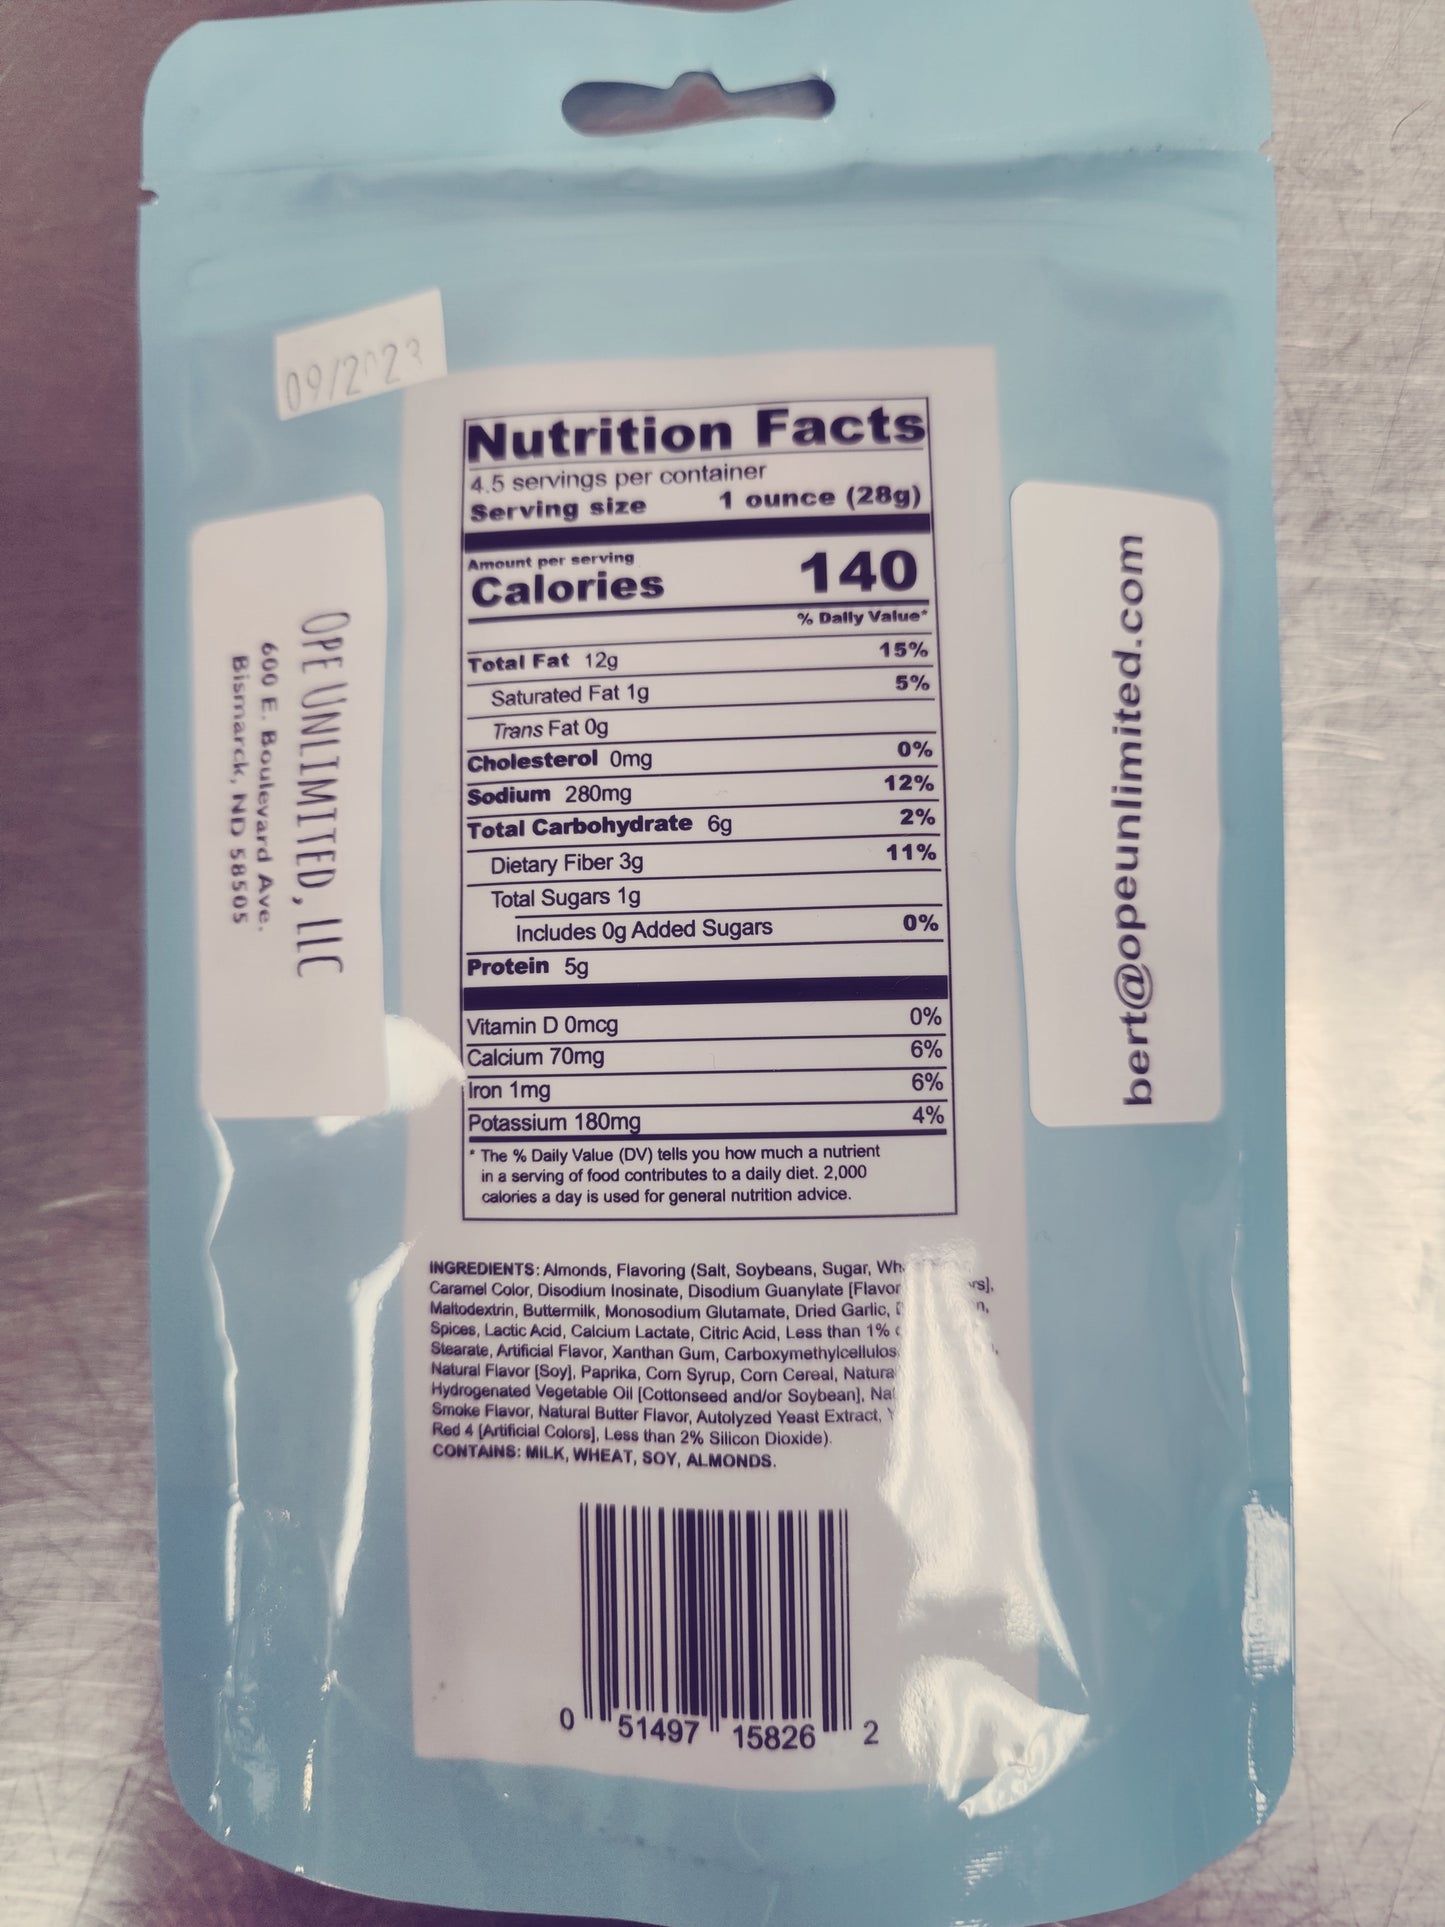 09/2023
Nutrition Facts
4.5 servings per container
Serving size 1 ounce (28g)
Amount per serving
Calories 140
% Daily Value*
Total Fat 12g 15%
Saturated Fat 1g 5%
Trans Fat 0g
Cholesterol 0mg 0%
Sodium 280mg 12%
Total Carbohydrate 6g 2%
Dietary Fiber 3g 11%
Total Sugars 1g
Includes 0g Added Sugars 0%
Protein 5g
Vitamin D 0mcg 0%
Calcium 70mg 6%
Iron 1mg 6%
Potassium 180mg 4%
* The % Daily Value (DV) tells you how much a nutrient
in a serving of food contributes to a daily diet. 2,000
calories a day is used for general nutrition advice.
OPE UNLIMITED, LLC
600 E. Boulevard Ave.
Bismarck, ND 58505
bert@opeunlimited.com
INGREDIENTS: Almonds, Flavoring (Salt, Soybeans, Sugar,
Caramel Color, Disodium Inosinate, Disodium Guanylate
Maltodextrin, Buttermilk, Monosodium Glutamate, Dried Garlic,
Spices, Lactic Acid, Calcium Lactate, Citric Acid, Less than 1%
Stearate, Artificial Flavor, Xanthan Gum,
Natural Flavor [Soy], Paprika, Corn Syrup, Corn Cereal,
Hydrogenated Vegetable Oil [Cottonseed and/or Soybean],
Smoke Flavor, Natural Butter Flavor, Autolyzed Yeast Extract,
Red 4 [Artificial Colors], Less than 2% Silicon Dioxide).
CONTAINS: MILK, WHEAT, SOY, ALMONDS.
0 51497 15826 2